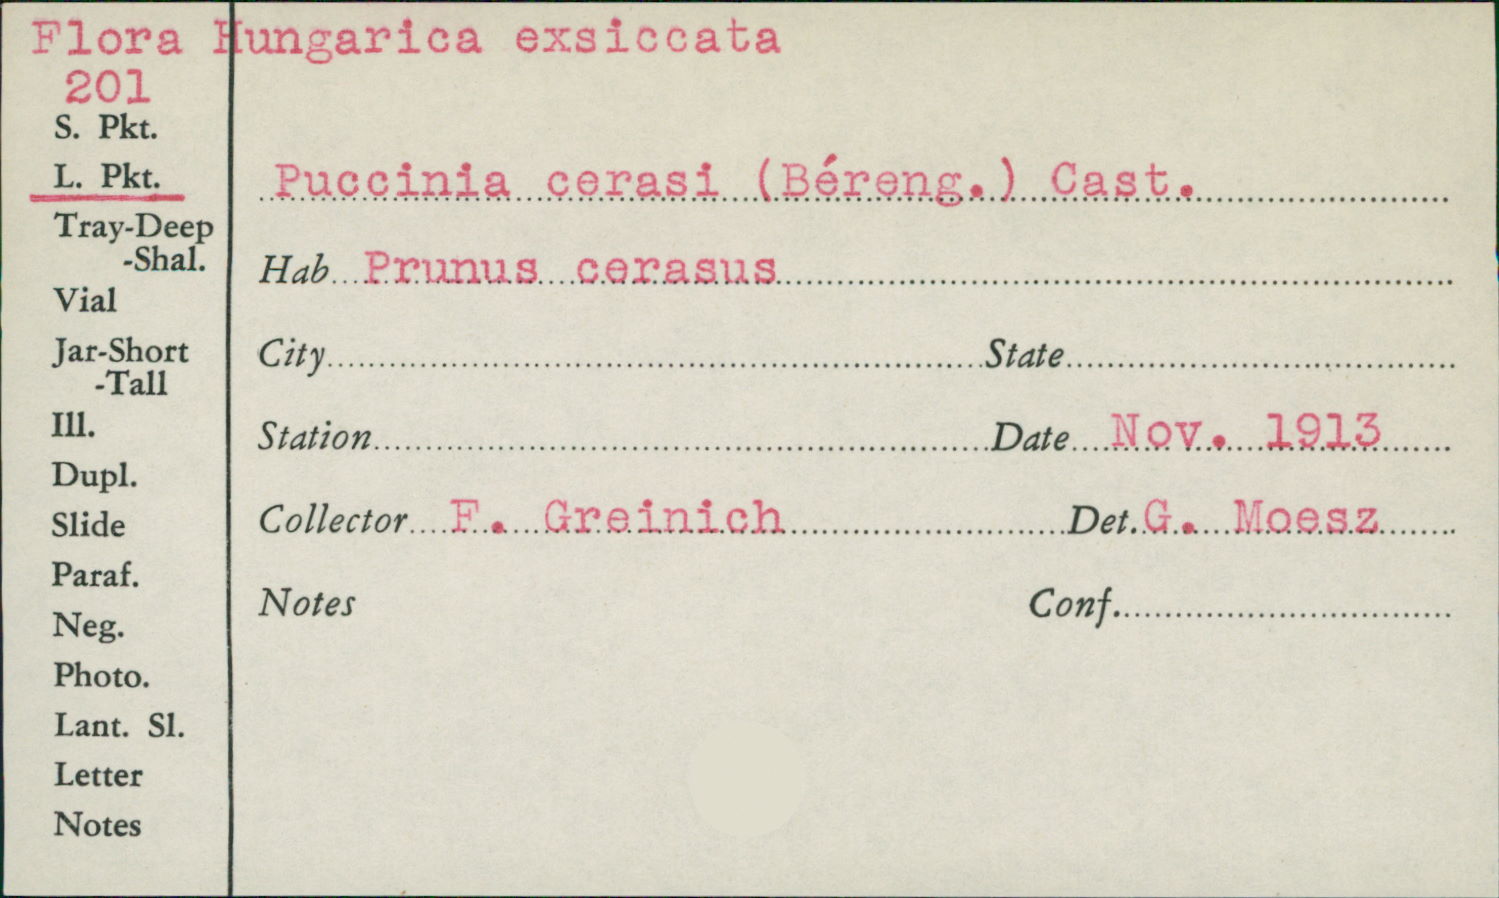 Flora Hungarica exsiccata
201
S. Pkt.
L. Pkt.
Puccinia cerasi (Béreng.) Cast.
Tray-Deep
-Shal.
Hab Prunus cerasus
Vial
Jar-Short
-Tall
City State
Ill.
Station Date Nov. 1913
Dupl.
Slide
Collector F. Greinich Det. G. Moesz
Paraf.
Notes Conf.
Neg.
Photo.
Lant. Sl.
Letter
Notes